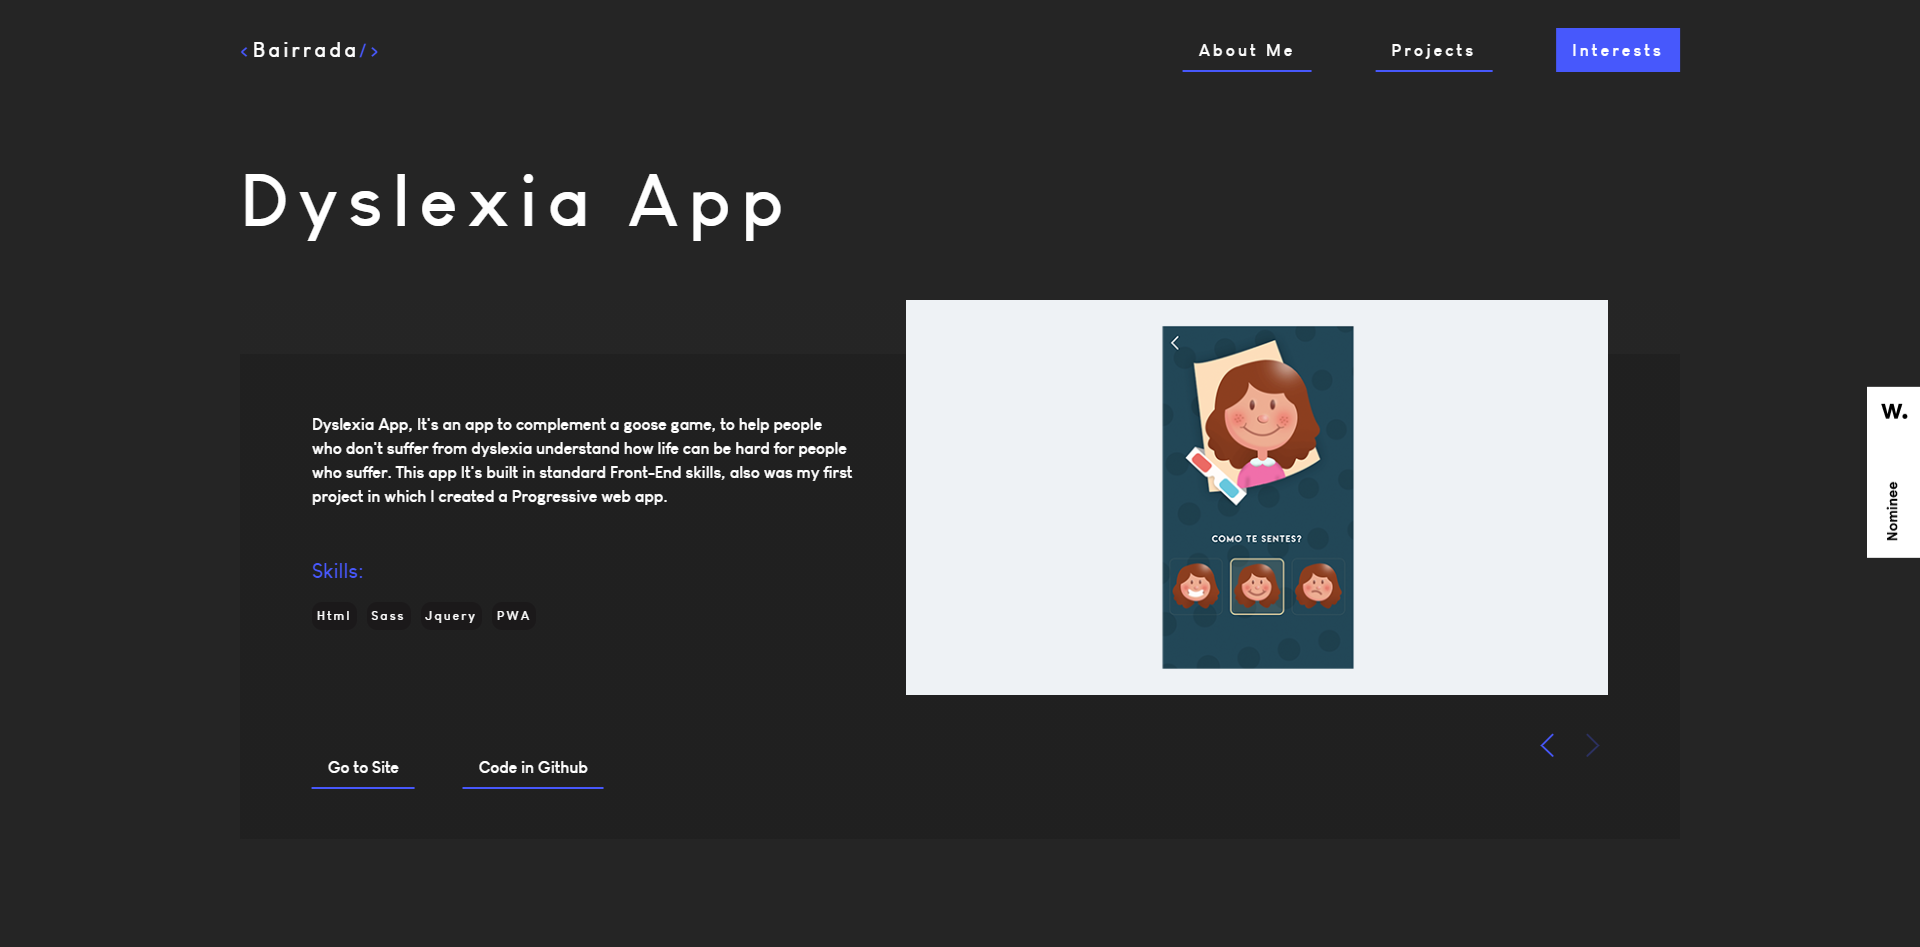 <Bairrada/>
About Me
Projects
Interests
Dyslexia App
Dyslexia App, It's an app to complement a goose game, to help people
who don't suffer from dyslexia understand how life can be hard for people
who suffer. This app It's built in standard Front-End skills, also was my first
project in which I created a Progressive web app.
COMO TE SENTES?
W.
Nominee
Skills:
Html
Sass
Jquery
PWA
Go to Site
Code in Github